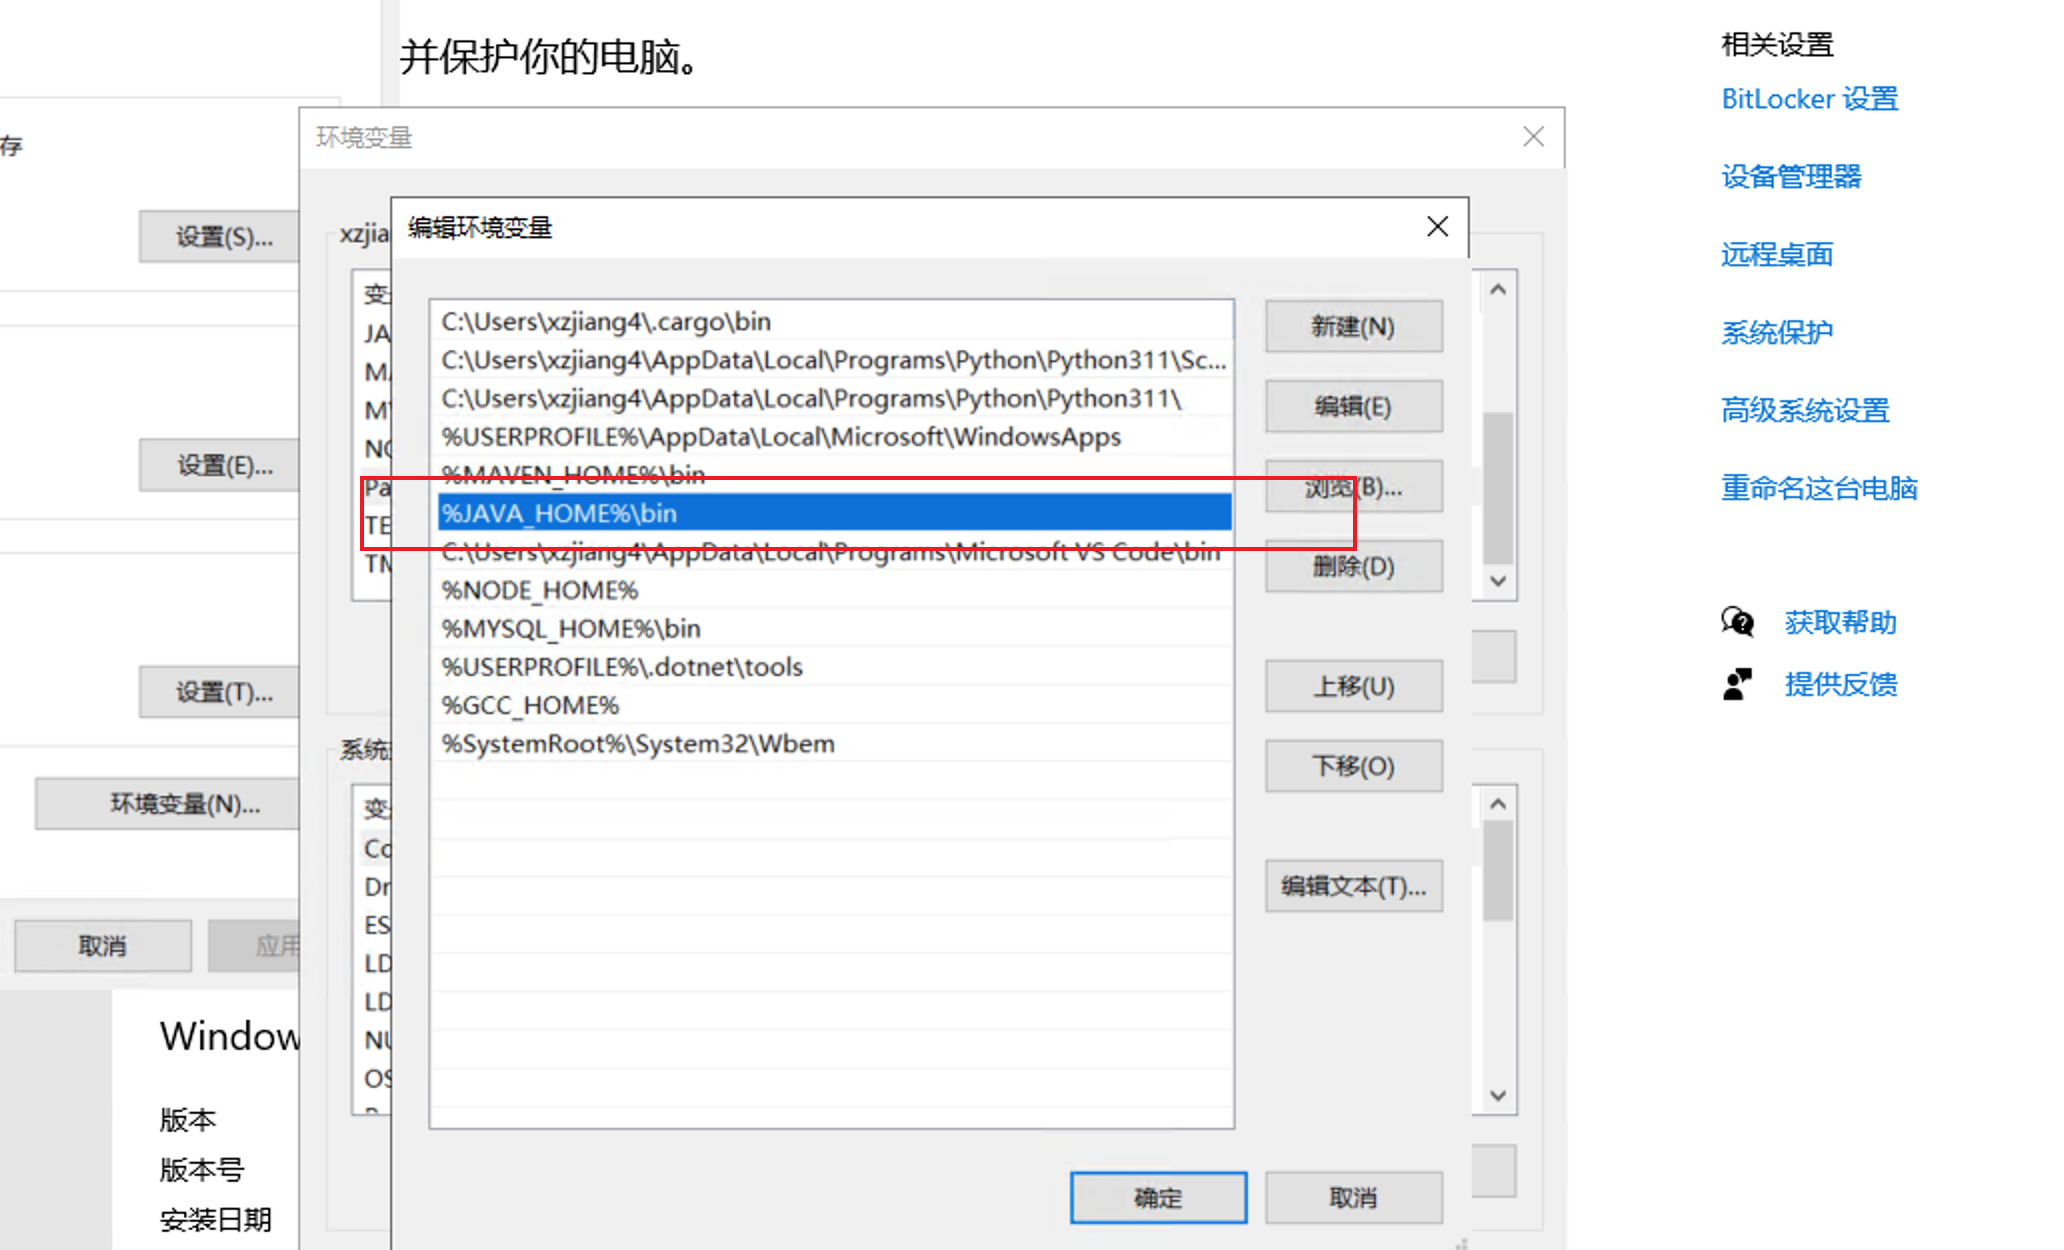 并保护你的电脑。
相关设置
BitLocker 设置
设备管理器
远程桌面
系统保护
高级系统设置
重命名这台电脑
获取帮助
提供反馈
存
设置(S)...
设置(E)...
设置(T)...
环境变量(N)...
取消
应用
Window
版本
版本号
安装日期
环境变量
xzjia
变
JA
MA
MY
NO
Pa
TE
TM
系统
变
Co
Dr
ES
LD
LD
NU
OS
编辑环境变量
C:\Users\xzjiang4\.cargo\bin
C:\Users\xzjiang4\AppData\Local\Programs\Python\Python311\Sc...
C:\Users\xzjiang4\AppData\Local\Programs\Python\Python311\
%USERPROFILE%\AppData\Local\Microsoft\WindowsApps
%MAVEN_HOME%\bin
%JAVA_HOME%\bin
C:\Users\xzjiang4\AppData\Local\Programs\Microsoft VS Code\bin
%NODE_HOME%
%MYSQL_HOME%\bin
%USERPROFILE%\.dotnet\tools
%GCC_HOME%
%SystemRoot%\System32\Wbem
新建(N)
编辑(E)
浏览(B)...
删除(D)
上移(U)
下移(O)
编辑文本(T)...
确定
取消